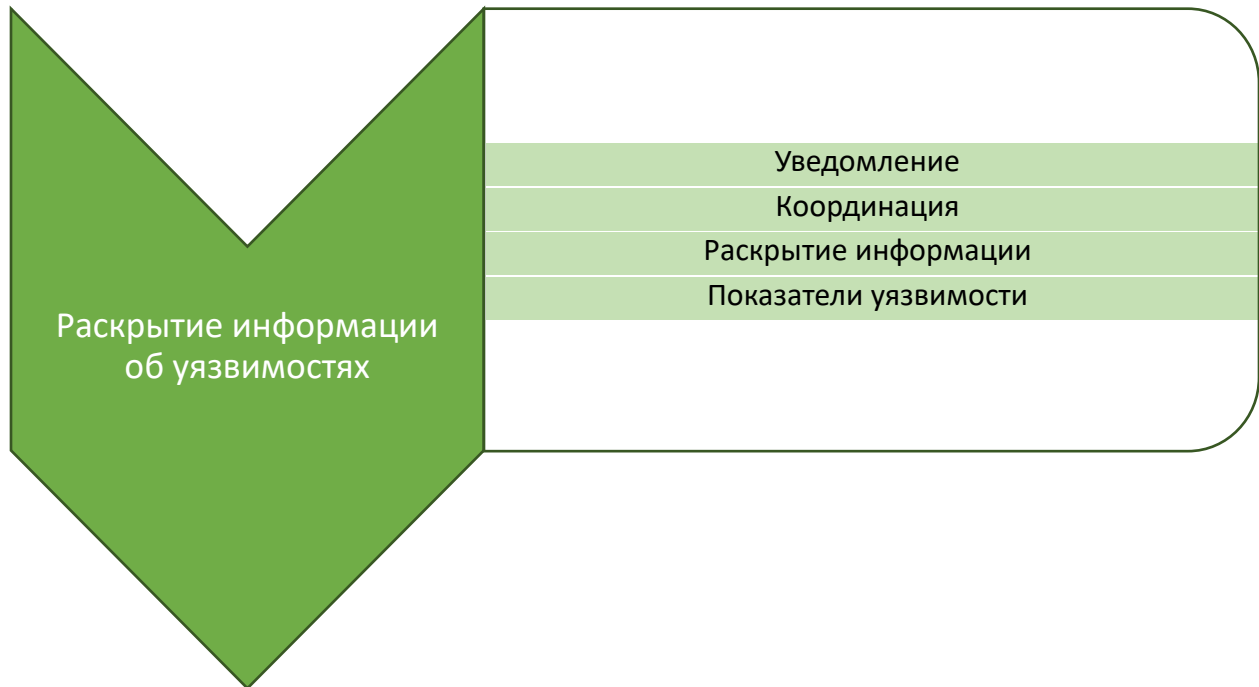 Раскрытие информации
об уязвимостях
Уведомление
Координация
Раскрытие информации
Показатели уязвимости